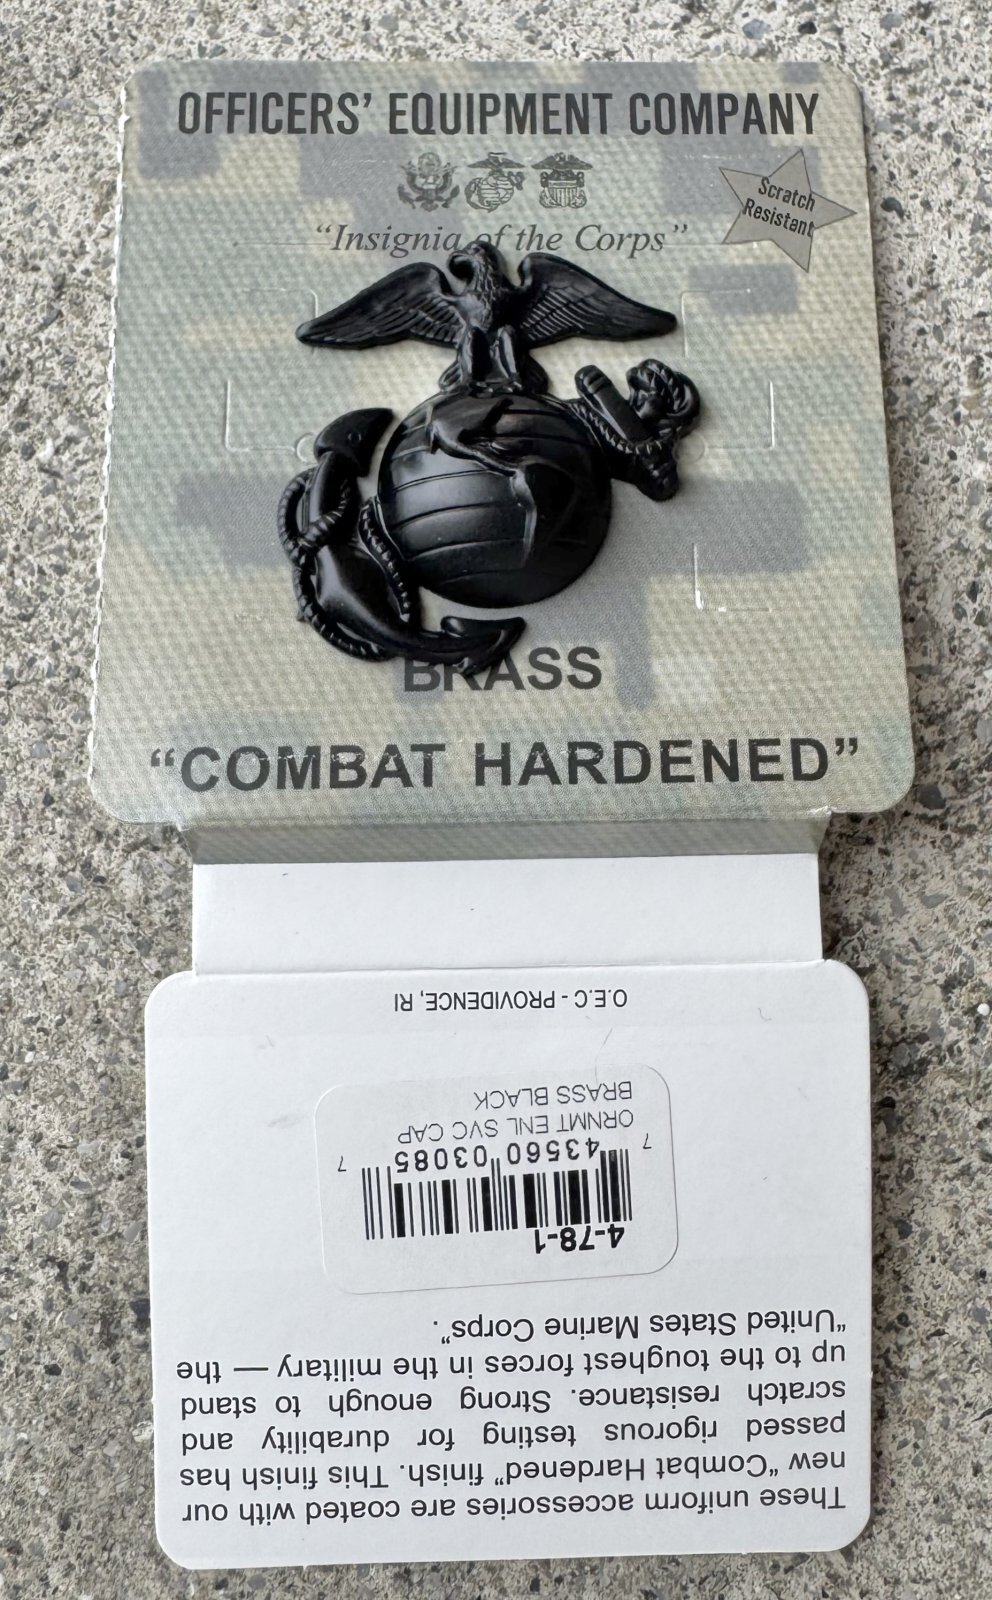 OFFICERS' EQUIPMENT COMPANY
Scratch
Resistant
"Insignia of the Corps"
BRASS
"COMBAT HARDENED"
These uniform accessories are coated with our
new "Combat Hardened" finish. This finish has
passed rigorous testing for durability and
scratch resistance. Strong enough to stand
up to the toughest forces in the military — the
"United States Marine Corps".
4-78-1
7 43560 03085 7
ORNMT ENL SVC CAP
BRASS BLACK
O.E.C - PROVIDENCE, RI